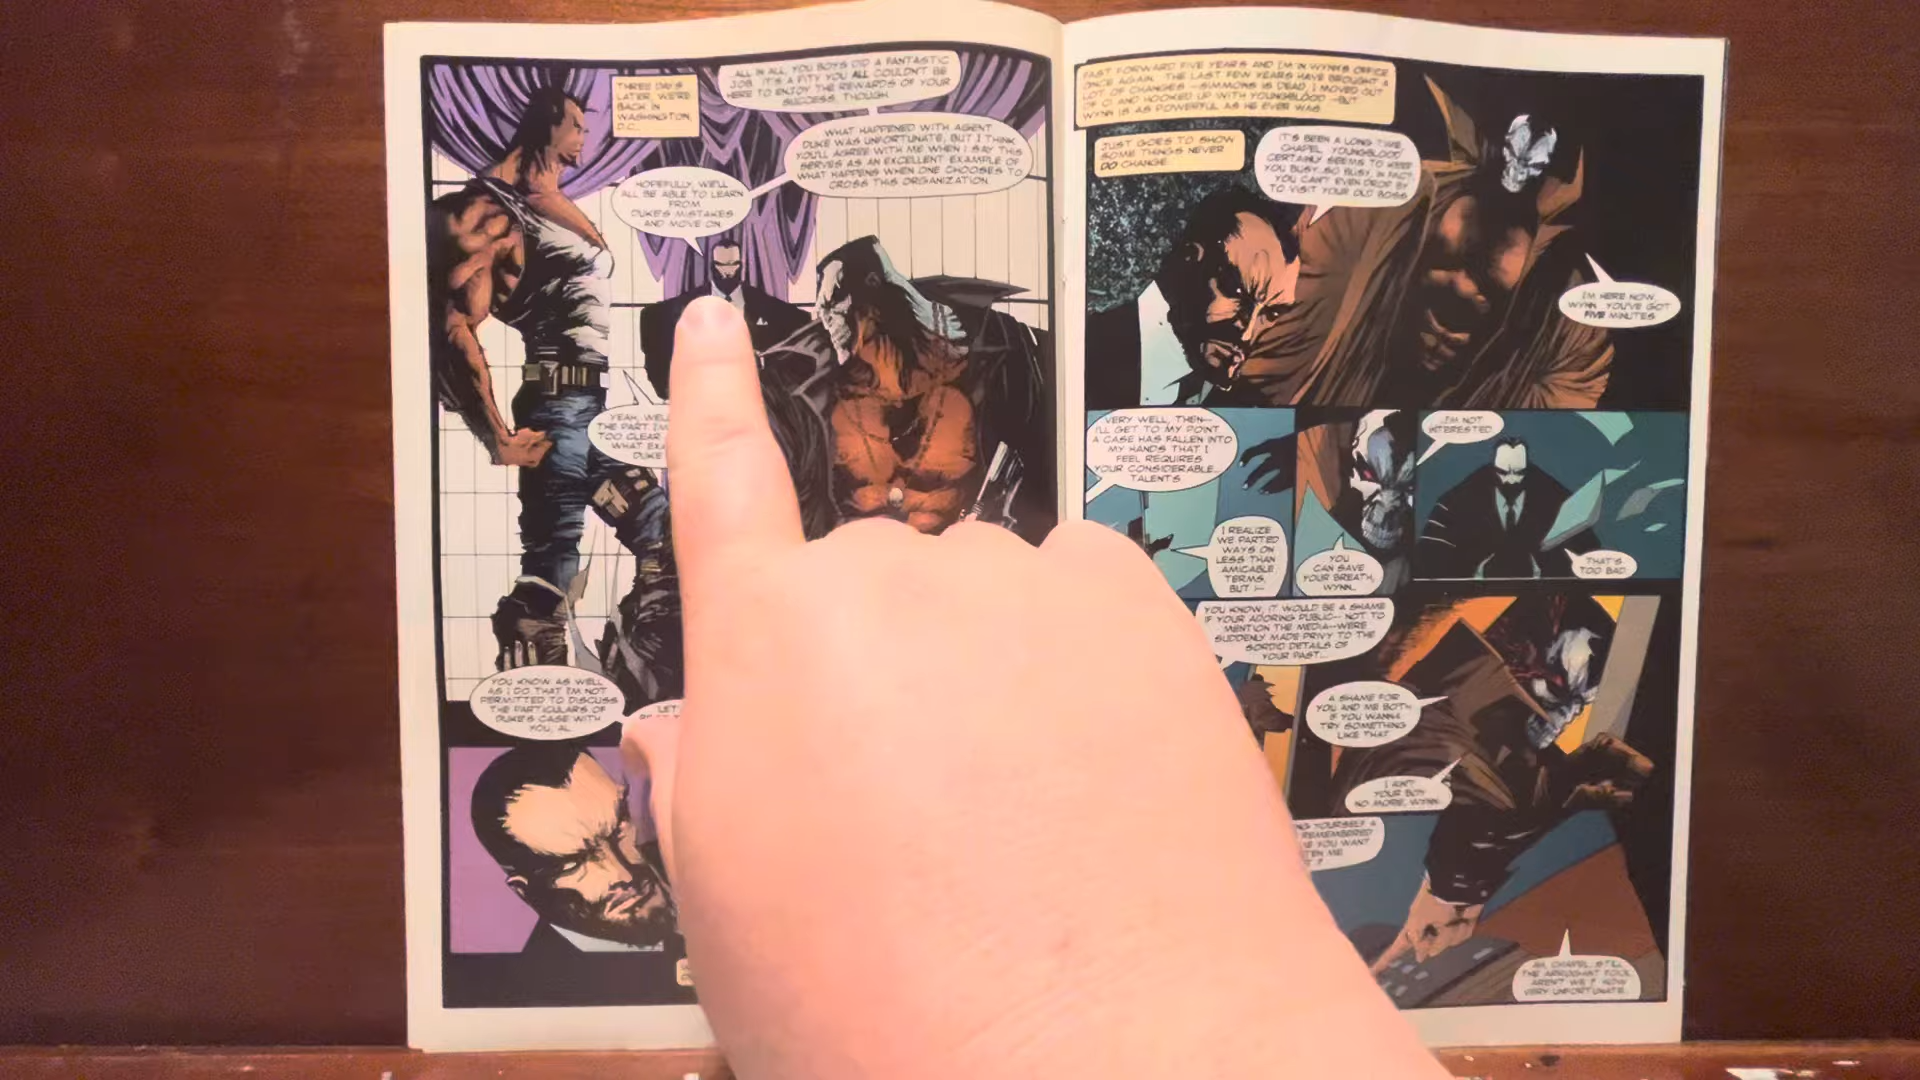 THREE DAYS
LATER, WE'RE
BACK IN
WASHINGTON,
D.C...
...ALL IN ALL, YOU BOYS DID A FANTASTIC
JOB. IT'S A PITY YOU ALL COULDN'T BE
HERE TO ENJOY THE REWARDS OF YOUR
SUCCESS, THOUGH.
WHAT HAPPENED WITH AGENT
DUKE WAS UNFORTUNATE, BUT I THINK
YOU'LL AGREE WITH ME WHEN I SAY THIS
SERVES AS AN EXCELLENT EXAMPLE OF
WHAT HAPPENS WHEN ONE CHOOSES TO
CROSS THIS ORGANIZATION.
HOPEFULLY, WE'LL
ALL BE ABLE TO LEARN
FROM
DUKE'S MISTAKES
AND MOVE ON.
YEAH, WELL
THE PART I'M
TOO CLEAR
WHAT
DUKE
YOU KNOW AS WELL
AS I DO THAT I'M NOT
PERMITTED TO DISCUSS
THE PARTICULARS OF
DUKE'S CASE WITH
YOU, AL.
LET
FAST FORWARD FIVE YEARS AND I'M IN WYNN'S OFFICE
ONCE AGAIN. THE LAST FEW YEARS HAVE BROUGHT A
LOT OF CHANGES --SIMMONS IS DEAD, I MOVED OUT
OF C! AND HOOKED UP WITH YOUNGBLOOD --BUT
WYNN IS AS POWERFUL AS HE EVER WAS.
JUST GOES TO SHOW
SOME THINGS NEVER
DO CHANGE.
IT'S BEEN A LONG TIME,
CHAPEL. YOUNGBLOOD
CERTAINLY SEEMS TO KEEP
YOU BUSY. SO BUSY, IN FACT,
YOU CAN'T EVEN DROP BY
TO VISIT YOUR OLD BOSS.
I'M HERE NOW,
WYNN. YOU'VE GOT
FIVE MINUTES.
VERY WELL, THEN--
I'LL GET TO MY POINT.
A CASE HAS FALLEN INTO
MY HANDS THAT I
FEEL REQUIRES
YOUR CONSIDERABLE...
TALENTS.
I REALIZE
WE PARTED
WAYS ON
LESS THAN
AMICABLE
TERMS,
BUT I--
YOU
CAN SAVE
YOUR BREATH,
WYNN...
...I'M NOT
INTERESTED.
THAT'S
TOO BAD.
YOU KNOW, IT WOULD BE A SHAME
IF YOUR ADORING PUBLIC-- NOT TO
MENTION THE MEDIA--WERE
SUDDENLY MADE PRIVY TO THE
SORDID DETAILS OF
YOUR PAST...
A SHAME FOR
YOU AND ME BOTH
IF YOU WANNA
TRY SOMETHING
LIKE THAT.
I AIN'T
YOUR BOY
NO MORE, WYNN.
YOURSELF A
REMEMBERED
YOU WANT
ME
?
AH, CHAPEL. STILL
THE ARROGANT FOOL,
AREN'T WE? HOW
VERY UNFORTUNATE.